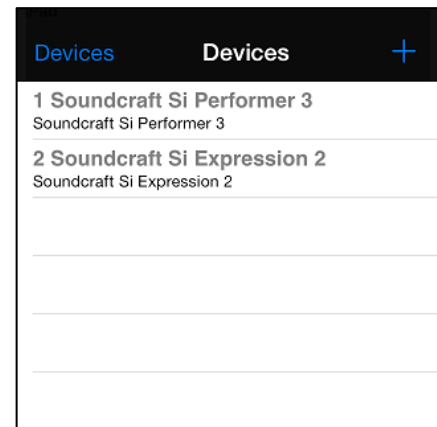 iPad
Devices Devices +
1 Soundcraft Si Performer 3
Soundcraft Si Performer 3
2 Soundcraft Si Expression 2
Soundcraft Si Expression 2